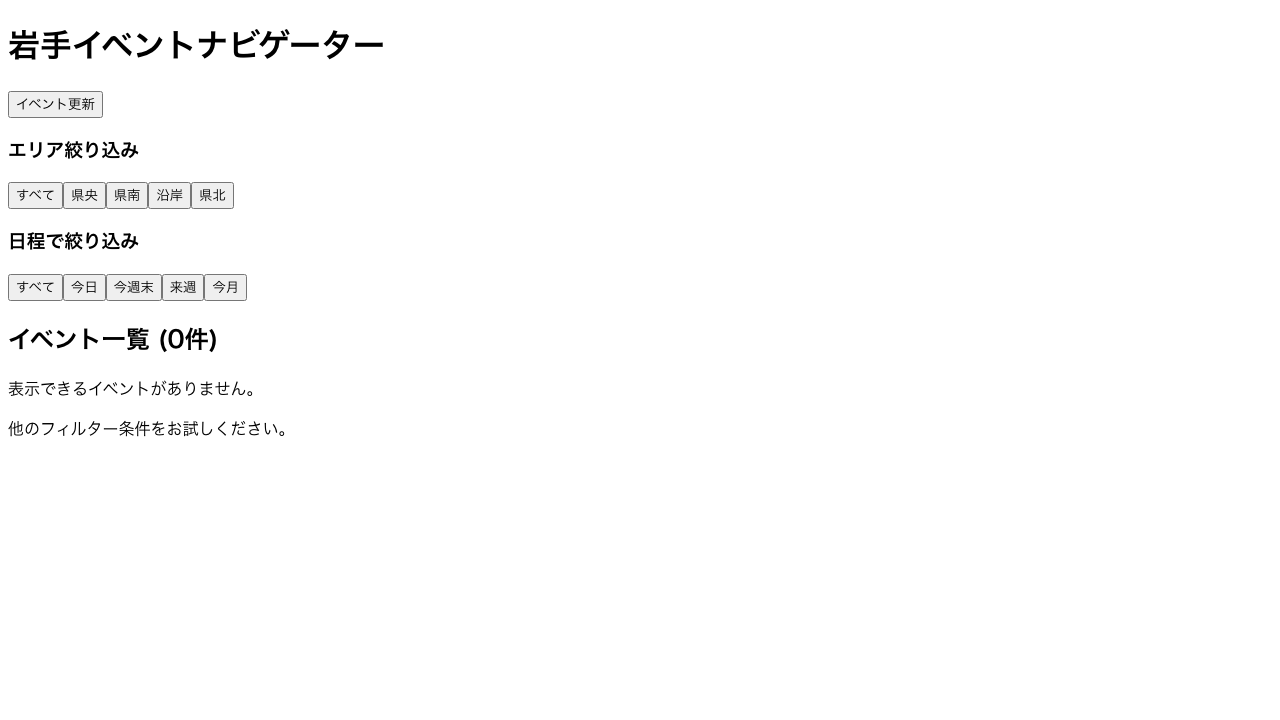 岩手イベントナビゲーター
イベント更新
エリア絞り込み
すべて 県央 県南 沿岸 県北
日程で絞り込み
すべて 今日 今週末 来週 今月
イベント一覧 (0件)
表示できるイベントがありません。
他のフィルター条件をお試しください。